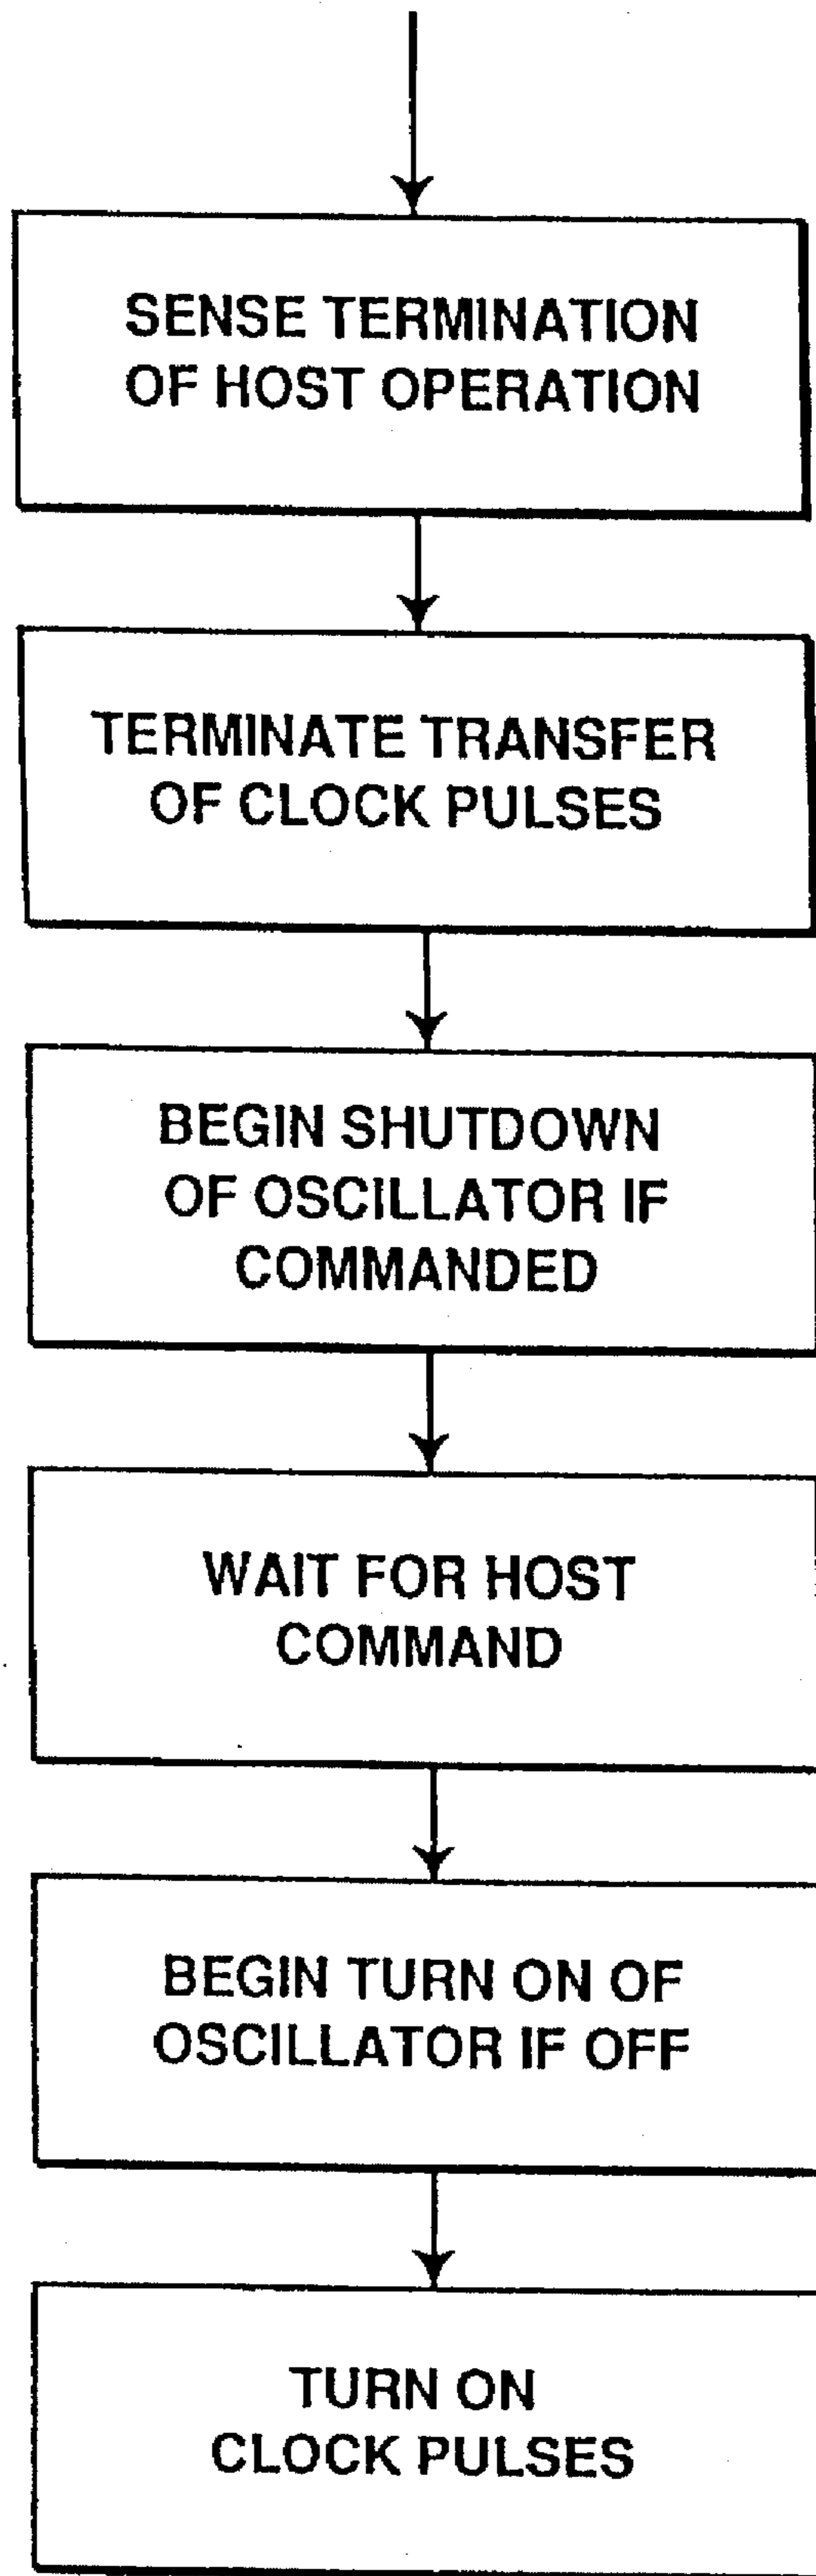 SENSE TERMINATION
OF HOST OPERATION
TERMINATE TRANSFER
OF CLOCK PULSES
BEGIN SHUTDOWN
OF OSCILLATOR IF
COMMANDED
WAIT FOR HOST
COMMAND
BEGIN TURN ON OF
OSCILLATOR IF OFF
TURN ON
CLOCK PULSES